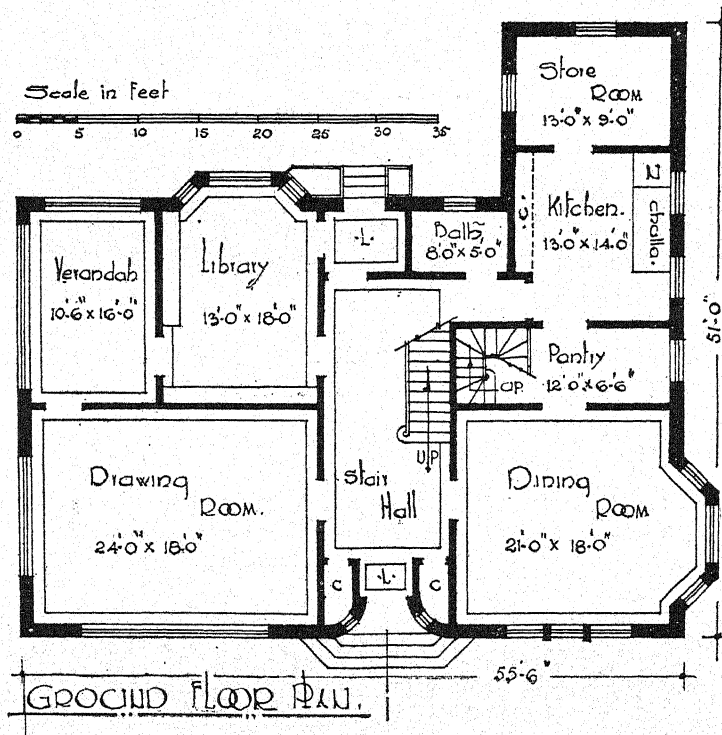 Scale in Feet
0 5 10 15 20 25 30 35
Store
ROOM
13'-0" x 9'-0"
N
Kitchen.
13'-0" x 14'-0"
.C.
challa.
.L.
Bath
8'-0" x 5'-0"
Verandah
10'-6" x 16'-0"
Library
13'-0" x 18'-0"
Pantry
12'-0" x 6'-6"
UP.
UP
Stair
Hall
Drawing
ROOM.
24'-0" x 18'-0"
Dining
ROOM
21'-0" x 18'-0"
C
.L.
C
51'-0"
55'-6"
GROUND FLOOR PLAN.